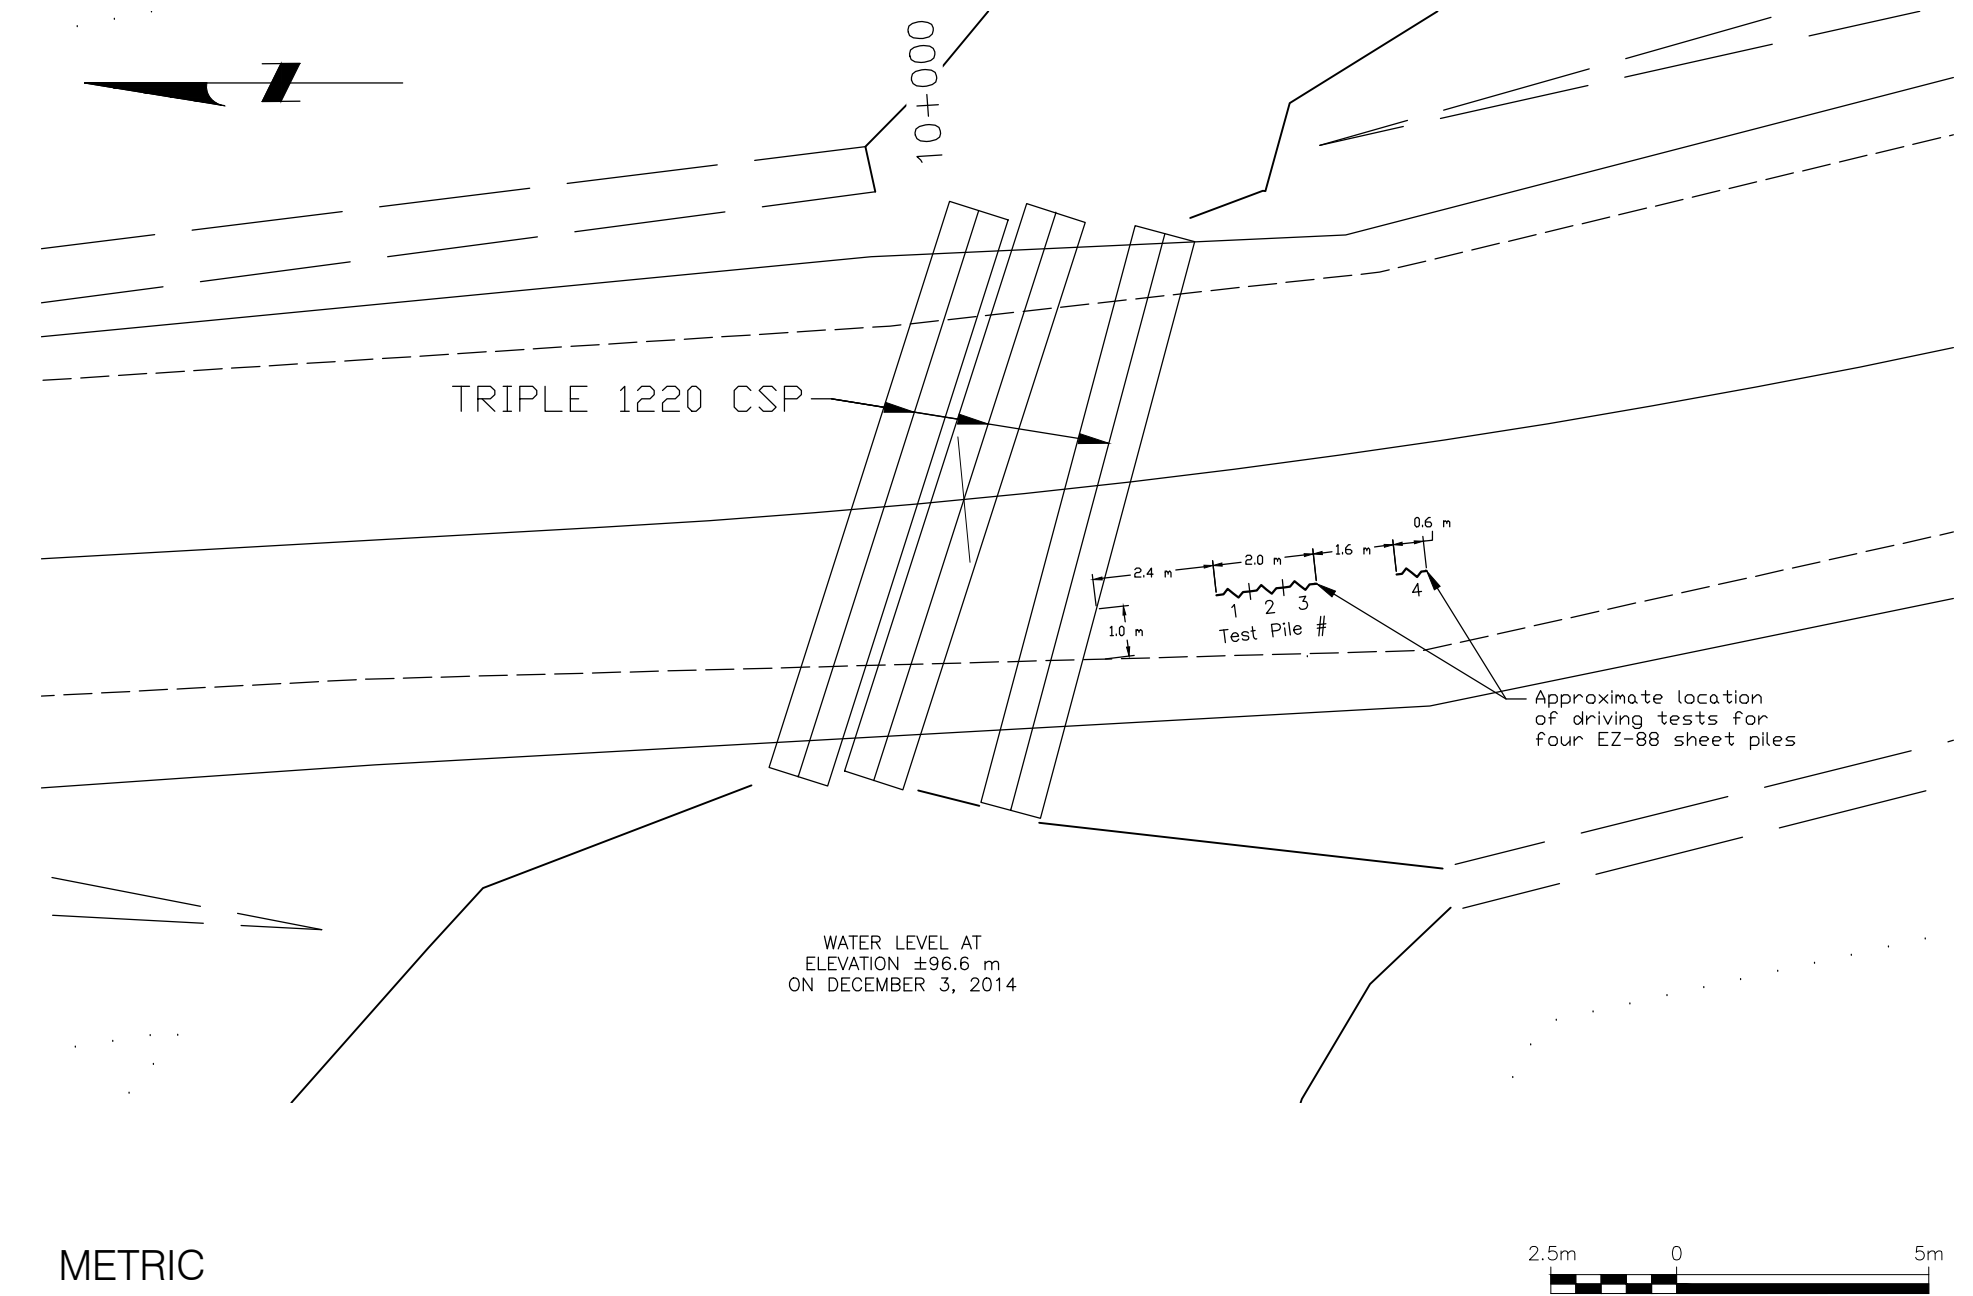 Z
10+000
TRIPLE 1220 CSP
0.6 m
1.6 m
2.0 m
2.4 m
1.0 m
1
2
3
4
Test Pile #
Approximate location
of driving tests for
four EZ-88 sheet piles
WATER LEVEL AT
ELEVATION ±96.6 m
ON DECEMBER 3, 2014
METRIC
2.5m 0 5m